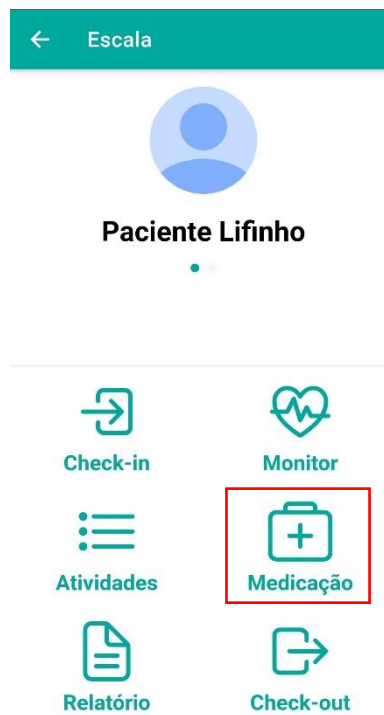 Escala
Paciente Lifinho
Check-in
Monitor
Atividades
Medicação
Relatório
Check-out